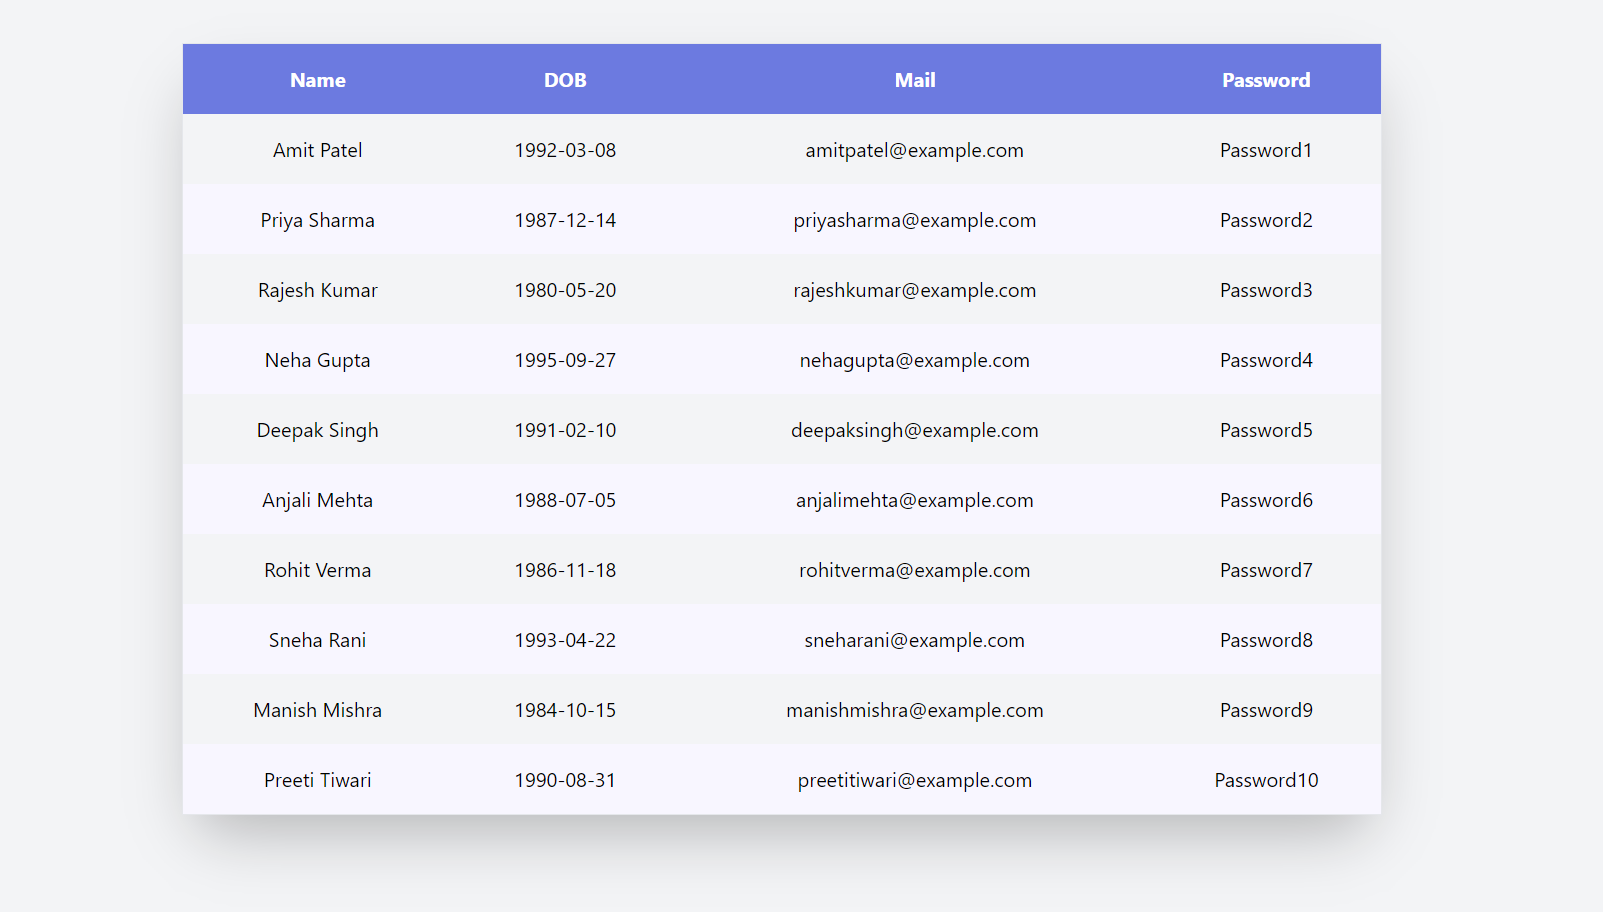 Name DOB Mail Password
Amit Patel 1992-03-08 amitpatel@example.com Password1
Priya Sharma 1987-12-14 priyasharma@example.com Password2
Rajesh Kumar 1980-05-20 rajeshkumar@example.com Password3
Neha Gupta 1995-09-27 nehagupta@example.com Password4
Deepak Singh 1991-02-10 deepaksingh@example.com Password5
Anjali Mehta 1988-07-05 anjalimehta@example.com Password6
Rohit Verma 1986-11-18 rohitverma@example.com Password7
Sneha Rani 1993-04-22 sneharani@example.com Password8
Manish Mishra 1984-10-15 manishmishra@example.com Password9
Preeti Tiwari 1990-08-31 preetitiwari@example.com Password10